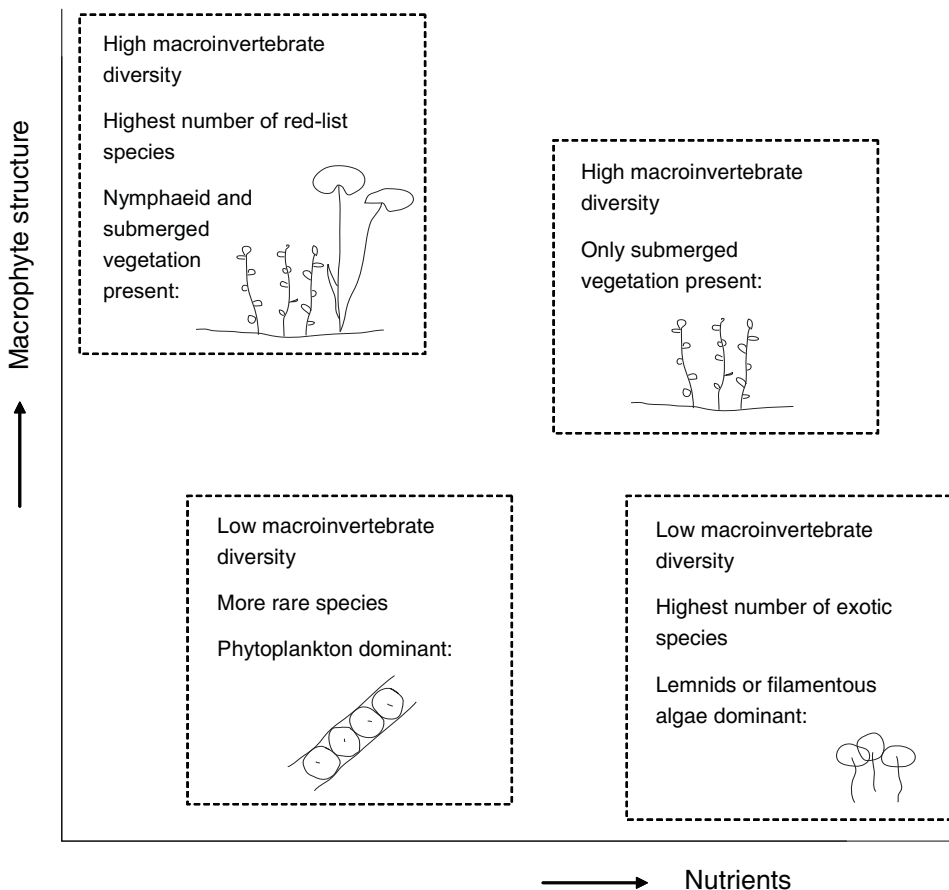 Macrophyte structure
High macroinvertebrate
diversity
Highest number of red-list
species
Nymphaeid and
submerged
vegetation
present:
High macroinvertebrate
diversity
Only submerged
vegetation present:
Low macroinvertebrate
diversity
More rare species
Phytoplankton dominant:
Low macroinvertebrate
diversity
Highest number of exotic
species
Lemnids or filamentous
algae dominant:
Nutrients